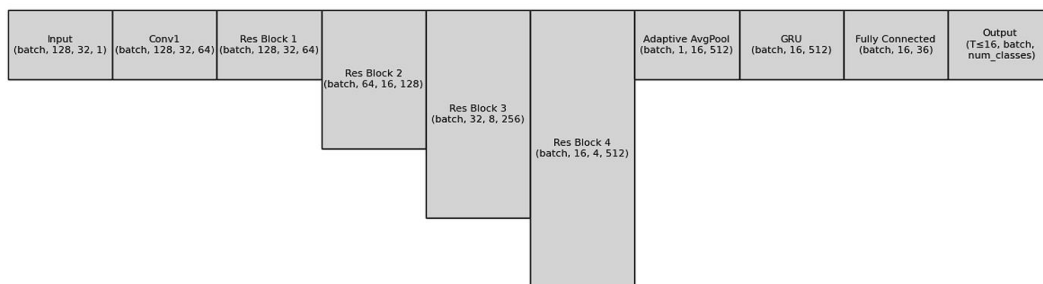 Input
(batch, 128, 32, 1)
Conv1
(batch, 128, 32, 64)
Res Block 1
(batch, 128, 32, 64)
Res Block 2
(batch, 64, 16, 128)
Res Block 3
(batch, 32, 8, 256)
Res Block 4
(batch, 16, 4, 512)
Adaptive AvgPool
(batch, 1, 16, 512)
GRU
(batch, 16, 512)
Fully Connected
(batch, 16, 36)
Output
(T≤16, batch,
num_classes)